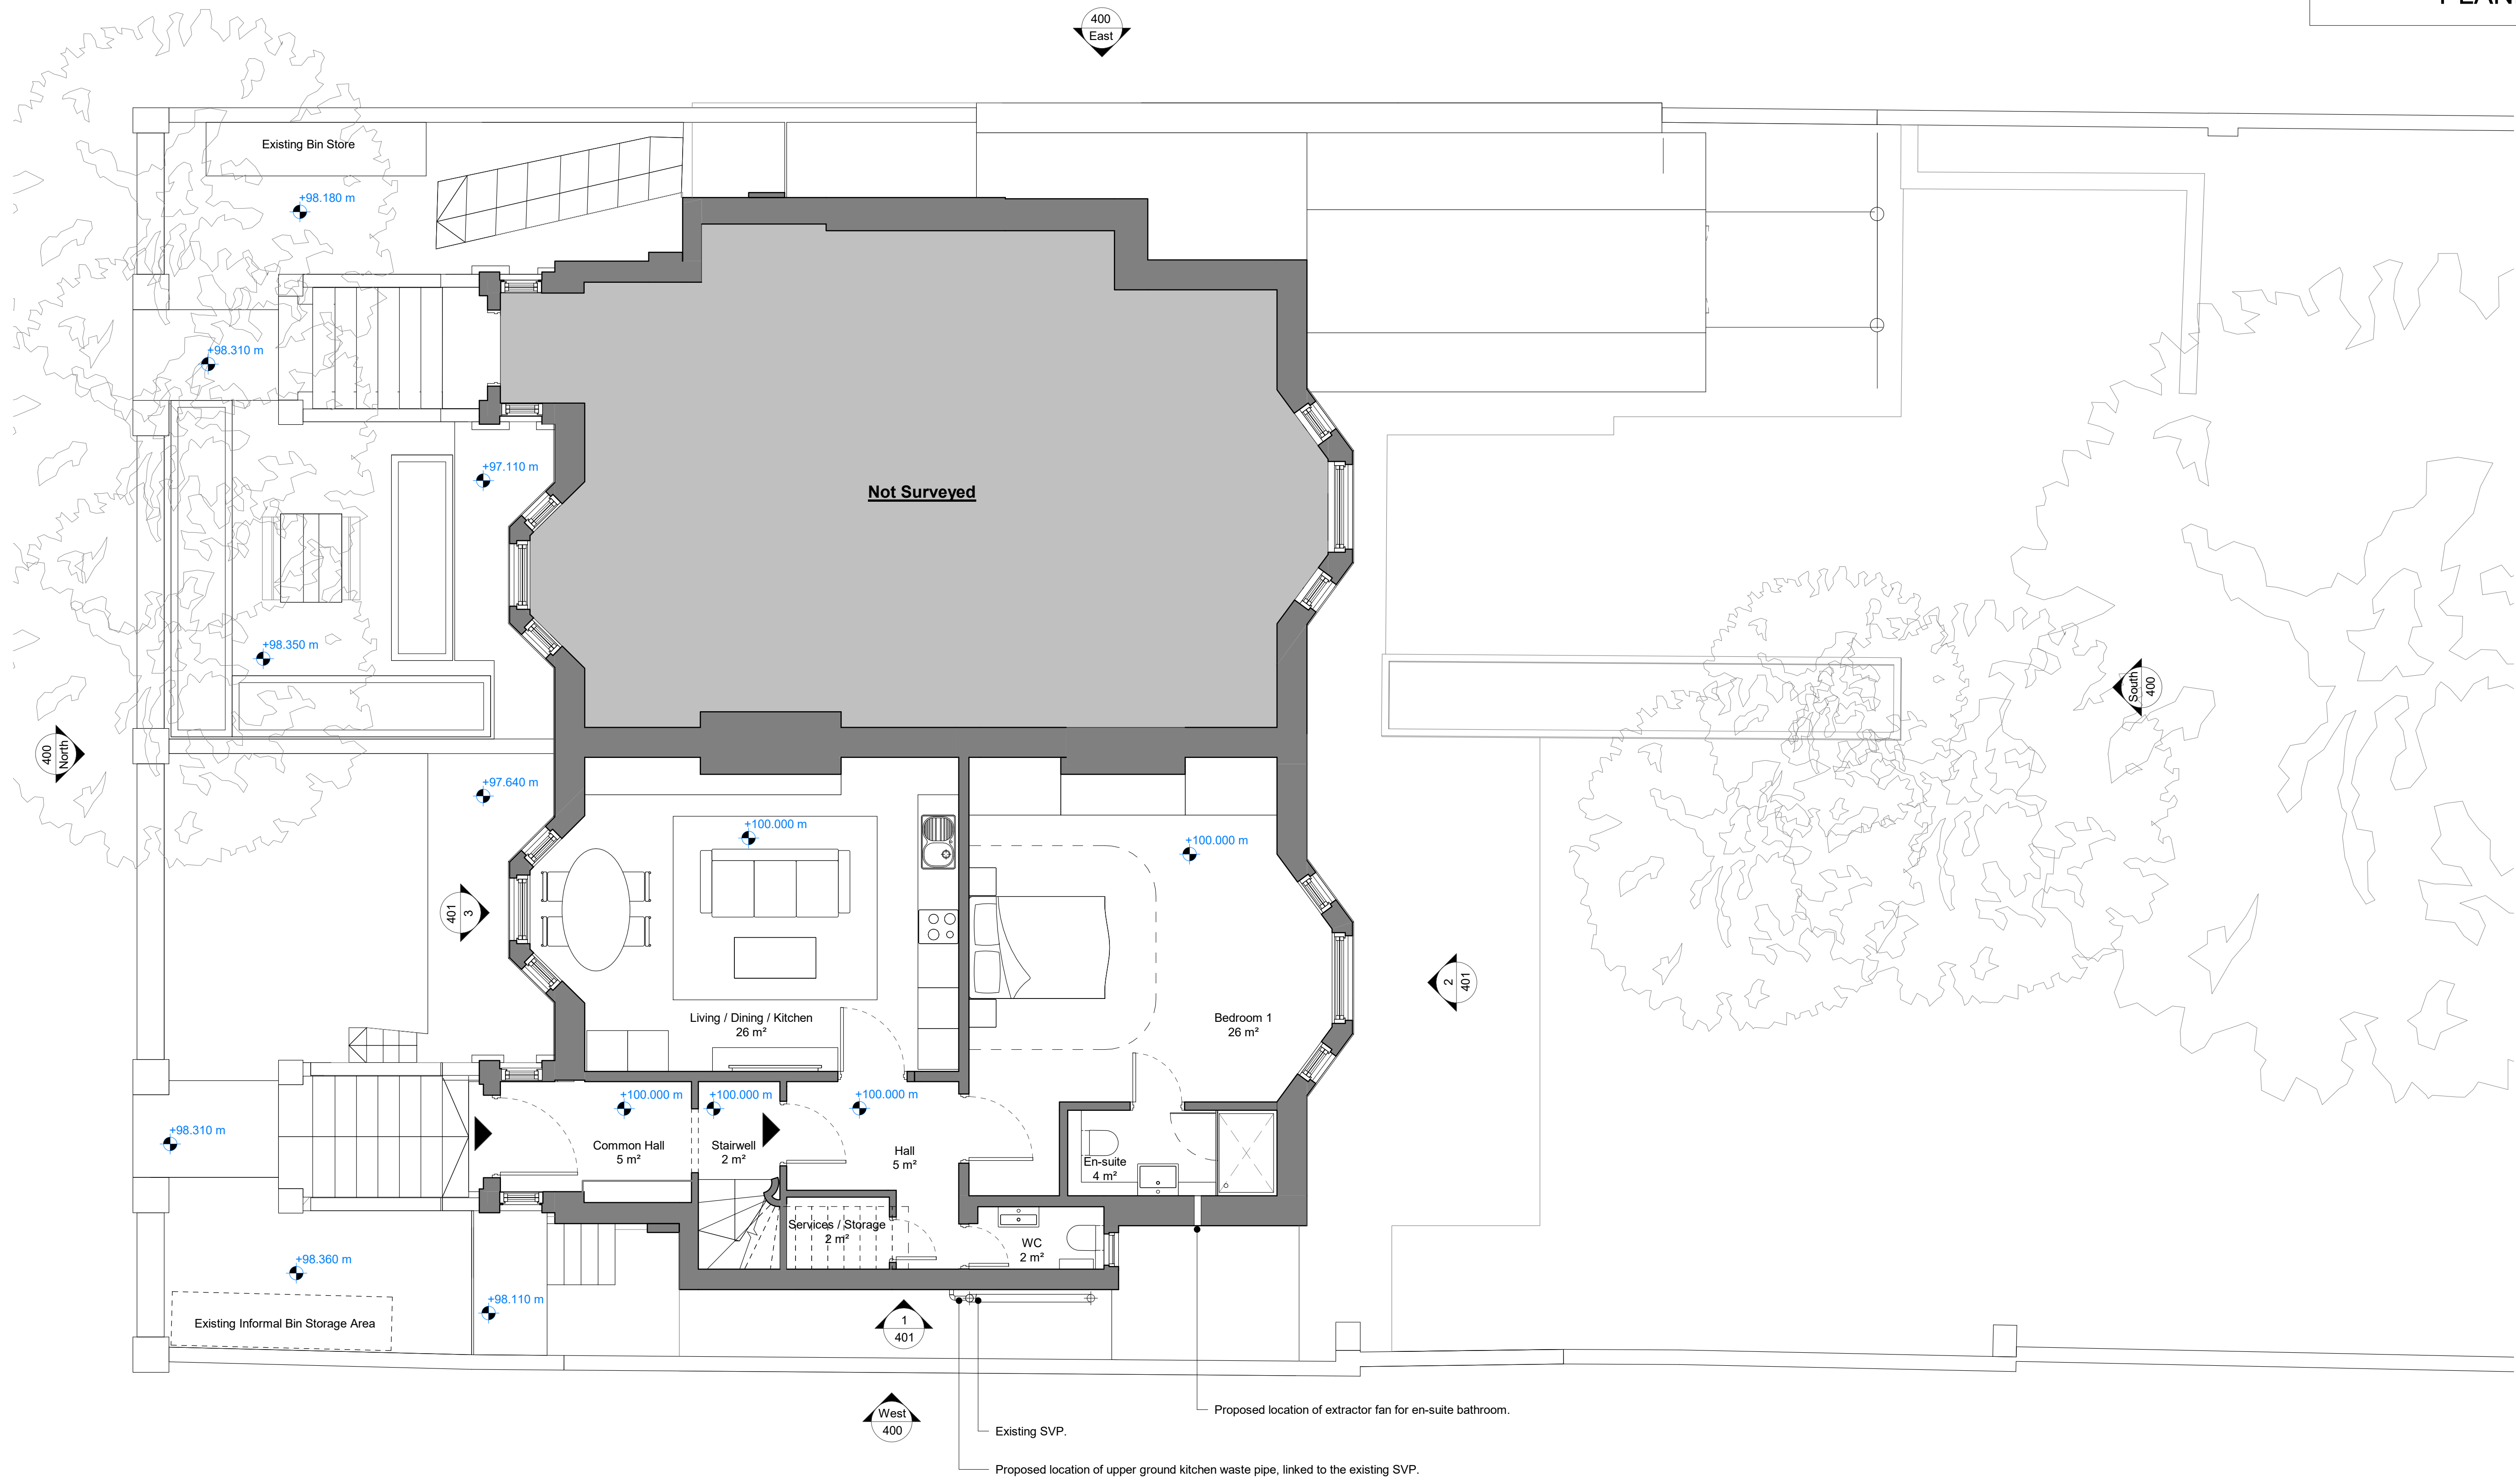 PLAN
400
East
Existing Bin Store
+98.180 m
+98.310 m
+97.110 m
Not Surveyed
+98.350 m
South
400
400
North
+97.640 m
+100.000 m
+100.000 m
401
3
2
401
Living / Dining / Kitchen
26 m²
Bedroom 1
26 m²
+100.000 m
+100.000 m
+100.000 m
+98.310 m
Common Hall
5 m²
Stairwell
2 m²
Hall
5 m²
En-suite
4 m²
Services / Storage
2 m²
WC
2 m²
+98.360 m
+98.110 m
Existing Informal Bin Storage Area
1
401
West
400
Proposed location of extractor fan for en-suite bathroom.
Existing SVP.
Proposed location of upper ground kitchen waste pipe, linked to the existing SVP.